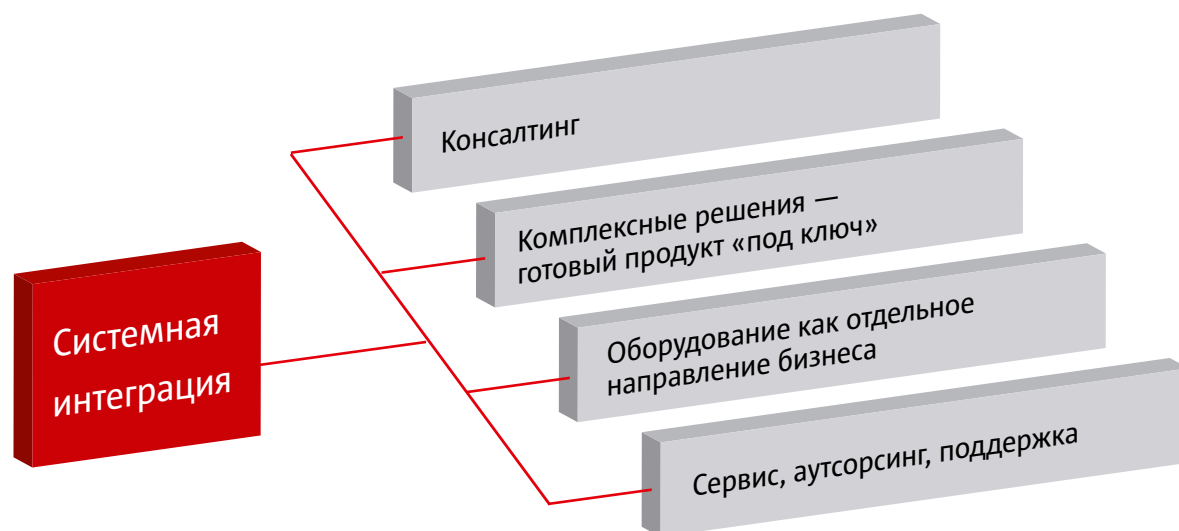 Системная
интеграция
Консалтинг
Комплексные решения —
готовый продукт «под ключ»
Оборудование как отдельное
направление бизнеса
Сервис, аутсорсинг, поддержка